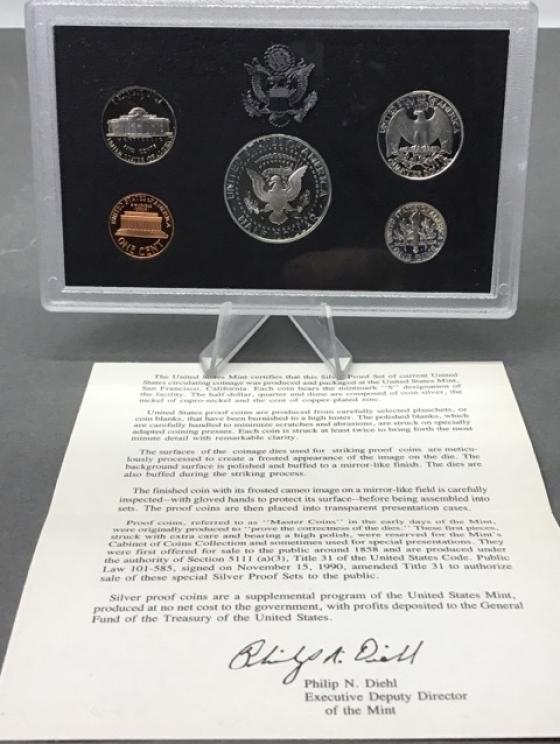 UNITED STATES OF AMERICA
ONE CENT
The United States Mint certifies that this Silver Proof Set of current United
States circulating coinage was produced and packaged at the United States Mint,
San Francisco, California. Each coin bears the mintmark "S" designation of
the facility. The half-dollar, quarter and dime are composed of coin silver, the
nickel of cupro-nickel and the cent of copper-plated zinc.
United States proof coins are produced from carefully selected planchets, or
coin blanks, that have been burnished to a high luster. The polished blanks, which
are carefully handled to minimize scratches and abrasions, are struck on specially
adapted coining presses. Each coin is struck at least twice to bring forth the most
minute detail with remarkable clarity.
The surfaces of the coinage dies used for striking proof coins are meticu-
lously processed to create a frosted appearance of the image on the die. The
background surface is polished and buffed to a mirror-like finish. The dies are
also buffed during the striking process.
The finished coin with its frosted cameo image on a mirror-like field is carefully
inspected--with gloved hands to protect its surface--before being assembled into
sets. The proof coins are then placed into transparent presentation cases.
Proof coins, referred to as "Master Coins" in the early days of the Mint,
were originally produced to "prove the correctness of the dies." These first pieces,
struck with extra care and bearing a high polish, were reserved for the Mint's
Cabinet of Coins Collection and sometimes used for special presentations. They
were first offered for sale to the public around 1858 and are produced under
the authority of Section 5111 (a)(3), Title 31 of the United States Code. Public
Law 101-585, signed on November 15, 1990, amended Title 31 to authorize
sale of these special Silver Proof Sets to the public.
Silver proof coins are a supplemental program of the United States Mint,
produced at no net cost to the government, with profits deposited to the General
Fund of the Treasury of the United States.
Philip N. Diehl
Philip N. Diehl
Executive Deputy Director
of the Mint